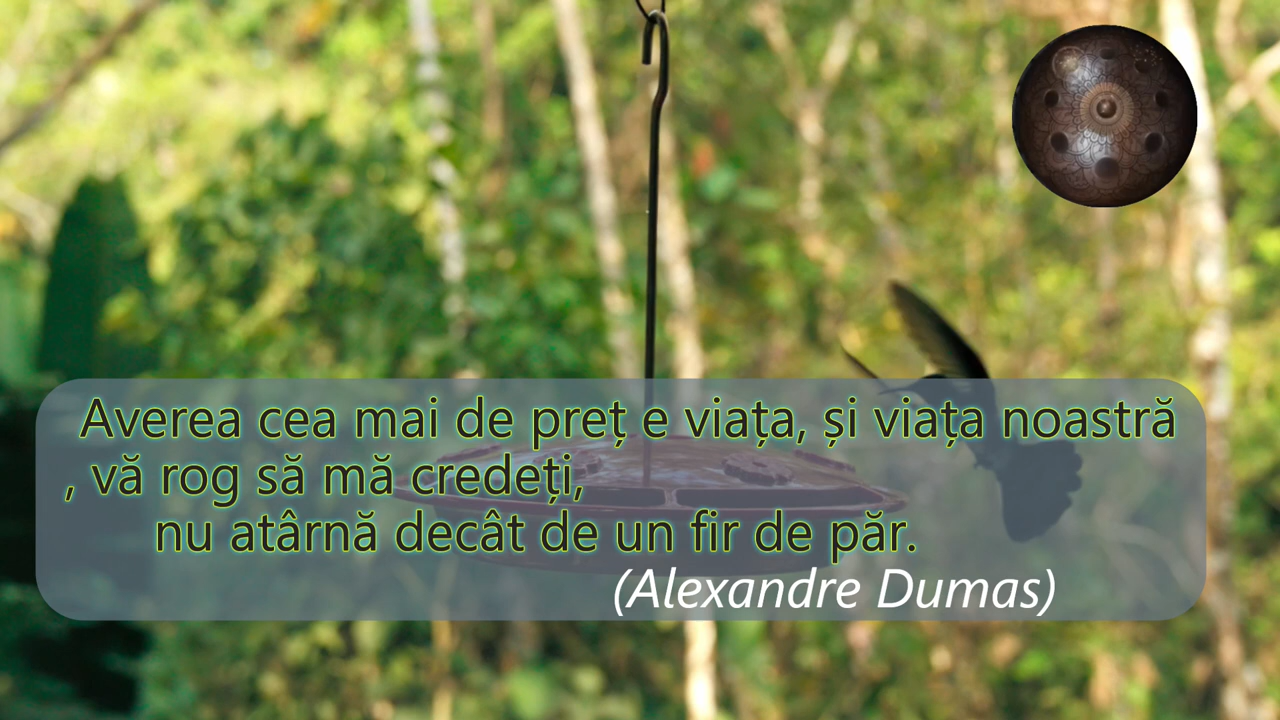 Averea cea mai de preț e viața, și viața noastră
, vă rog să mă credeți,
nu atârnă decât de un fir de păr.
(Alexandre Dumas)